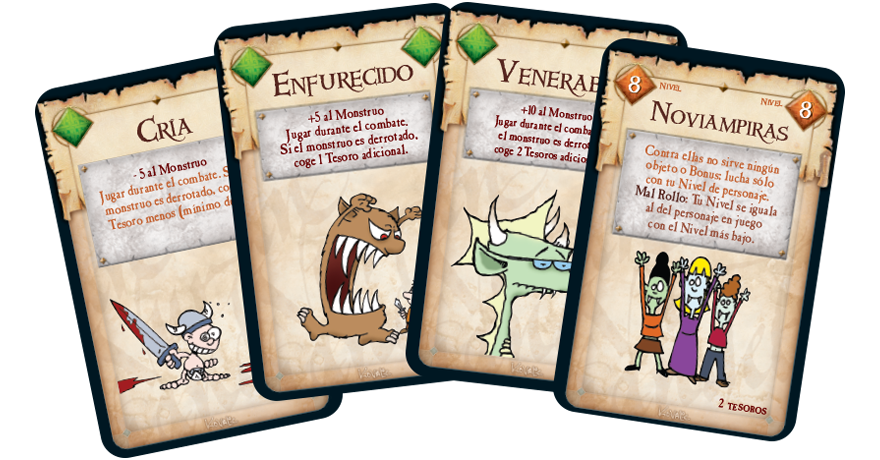 CRÍA
- 5 al Monstruo
Jugar durante el combate. S
monstruo es derrotado, co
Tesoro menos (mínimo d
ENFURECIDO
+5 al Monstruo
Jugar durante el combate.
Si el monstruo es derrotado,
coge 1 Tesoro adicional.
VENERAB
+10 al Monstruo
Jugar durante el comba
el monstruo es derrotad
coge 2 Tesoros adicio
8 NIVEL
NIVEL 8
NOVIAMPIRAS
Contra ellas no sirve ningún
objeto o Bonus; lucha sólo
con tu Nivel de personaje.
Mal Rollo: Tu Nivel se iguala
al del personaje en juego
con el Nivel más bajo.
2 TESOROS